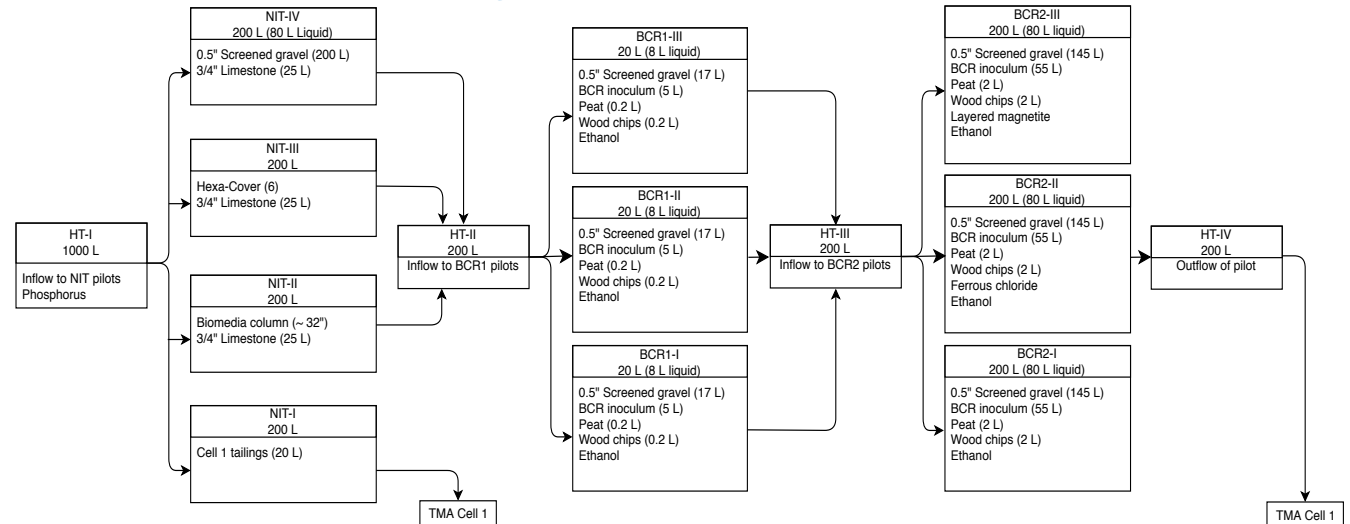 HT-I
1000 L
Inflow to NIT pilots
Phosphorus
NIT-IV
200 L (80 L Liquid)
0.5" Screened gravel (200 L)
3/4" Limestone (25 L)
NIT-III
200 L
Hexa-Cover (6)
3/4" Limestone (25 L)
NIT-II
200 L
Biomedia column (~ 32")
3/4" Limestone (25 L)
NIT-I
200 L
Cell 1 tailings (20 L)
TMA Cell 1
HT-II
200 L
Inflow to BCR1 pilots
BCR1-III
20 L (8 L liquid)
0.5" Screened gravel (17 L)
BCR inoculum (5 L)
Peat (0.2 L)
Wood chips (0.2 L)
Ethanol
BCR1-II
20 L (8 L liquid)
0.5" Screened gravel (17 L)
BCR inoculum (5 L)
Peat (0.2 L)
Wood chips (0.2 L)
Ethanol
BCR1-I
20 L (8 L liquid)
0.5" Screened gravel (17 L)
BCR inoculum (5 L)
Peat (0.2 L)
Wood chips (0.2 L)
Ethanol
HT-III
200 L
Inflow to BCR2 pilots
BCR2-III
200 L (80 L liquid)
0.5" Screened gravel (145 L)
BCR inoculum (55 L)
Peat (2 L)
Wood chips (2 L)
Layered magnetite
Ethanol
BCR2-II
200 L (80 L liquid)
0.5" Screened gravel (145 L)
BCR inoculum (55 L)
Peat (2 L)
Wood chips (2 L)
Ferrous chloride
Ethanol
BCR2-I
200 L (80 L liquid)
0.5" Screened gravel (145 L)
BCR inoculum (55 L)
Peat (2 L)
Wood chips (2 L)
Ethanol
HT-IV
200 L
Outflow of pilot
TMA Cell 1